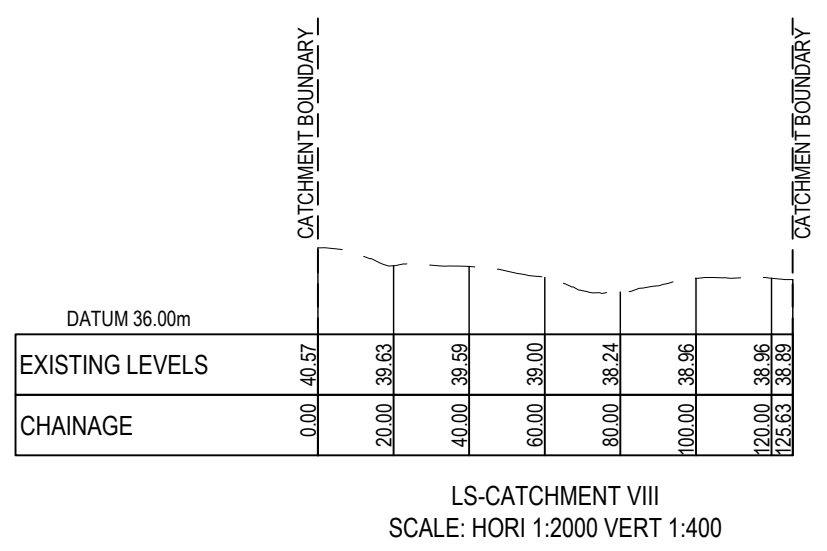 CATCHMENT BOUNDARY
CATCHMENT BOUNDARY
DATUM 36.00m
EXISTING LEVELS 40.57 39.63 39.59 39.00 38.24 38.96 38.96 38.89
CHAINAGE 0.00 20.00 40.00 60.00 80.00 100.00 120.00 125.63
LS-CATCHMENT VIII
SCALE: HORI 1:2000 VERT 1:400